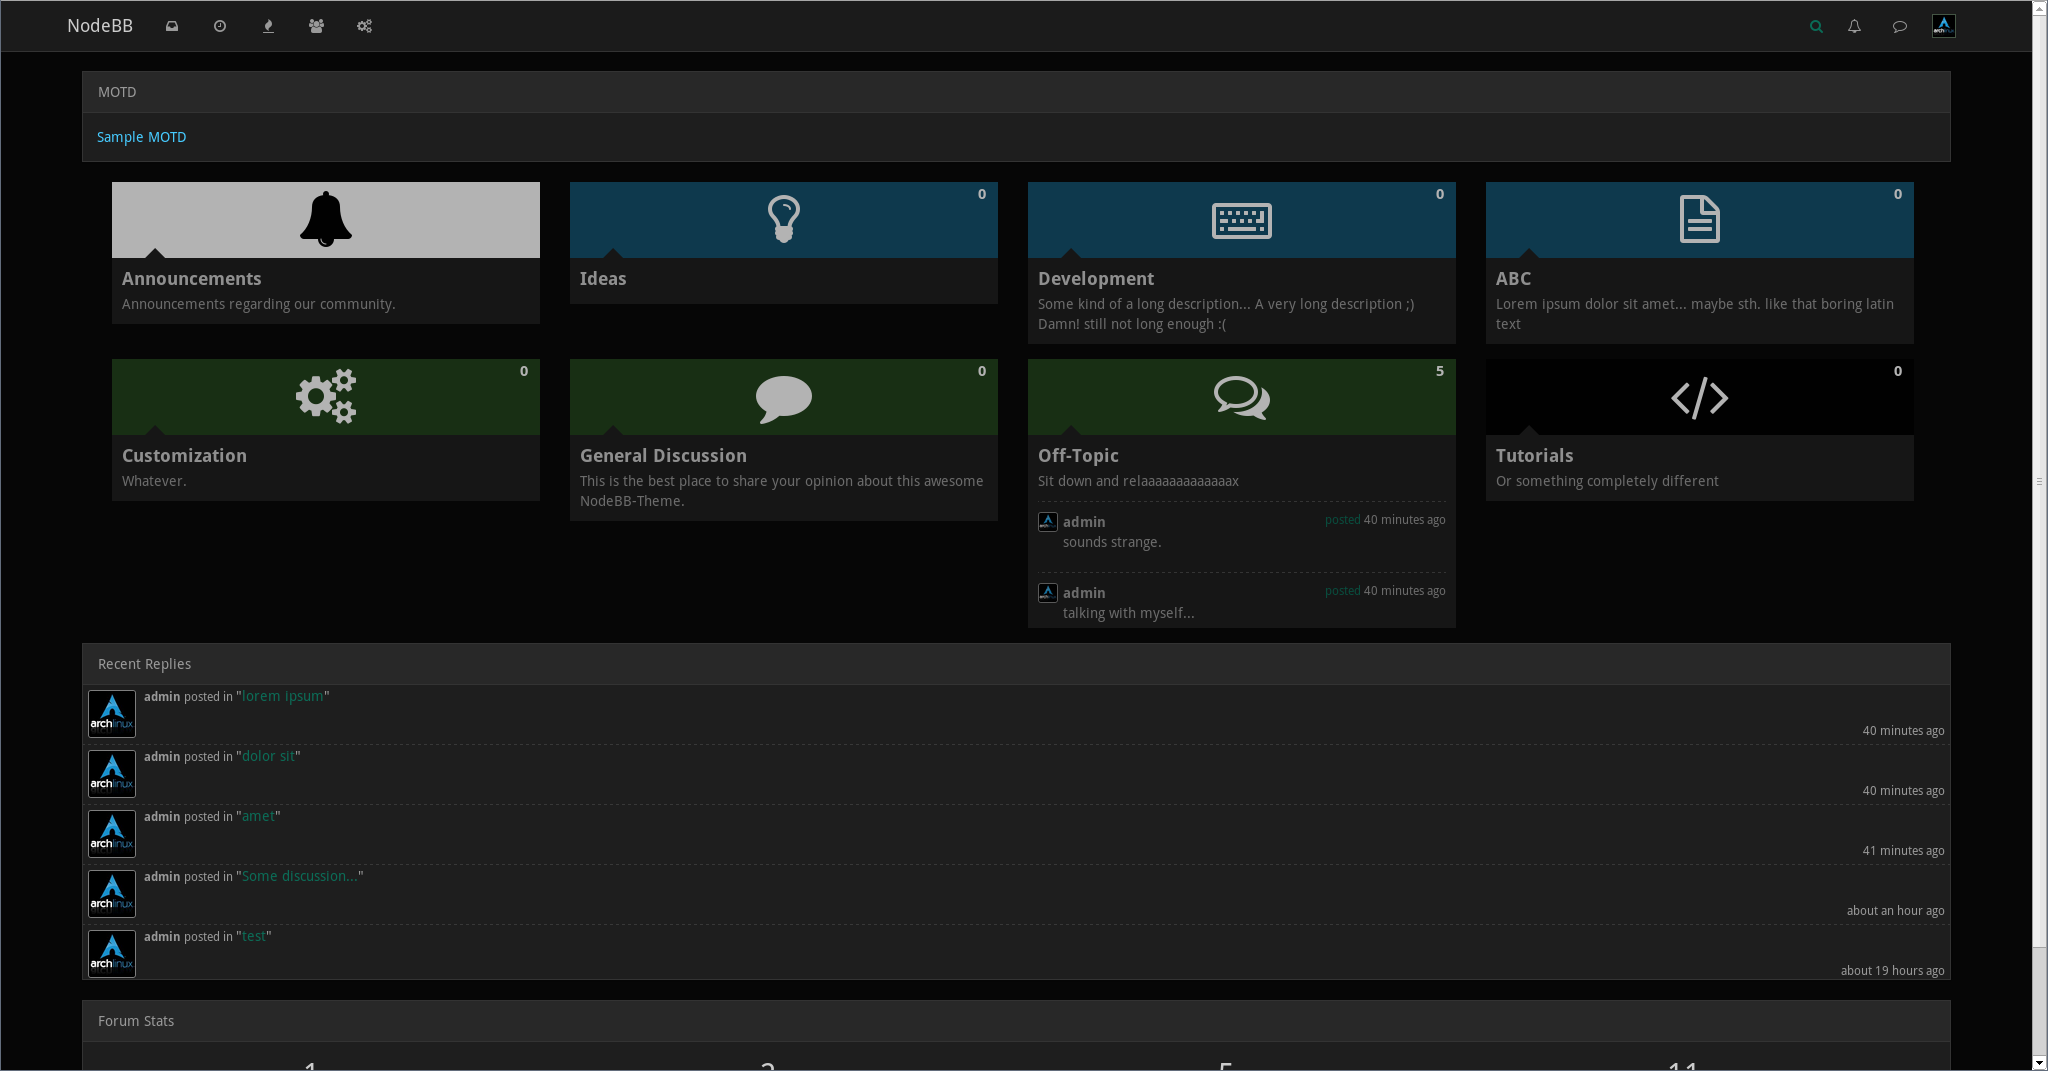 NodeBB
MOTD
Sample MOTD
0
0
0
Announcements
Announcements regarding our community.
Ideas
Development
Some kind of a long description... A very long description ;)
Damn! still not long enough :(
ABC
Lorem ipsum dolor sit amet... maybe sth. like that boring latin
text
0
0
5
0
Customization
Whatever.
General Discussion
This is the best place to share your opinion about this awesome
NodeBB-Theme.
Off-Topic
Sit down and relaaaaaaaaaaaaax
admin posted 40 minutes ago
sounds strange.
admin posted 40 minutes ago
talking with myself...
Tutorials
Or something completely different
Recent Replies
archlinux
admin posted in "lorem ipsum"
40 minutes ago
archlinux
admin posted in "dolor sit"
40 minutes ago
archlinux
admin posted in "amet"
41 minutes ago
archlinux
admin posted in "Some discussion..."
about an hour ago
archlinux
admin posted in "test"
about 19 hours ago
Forum Stats